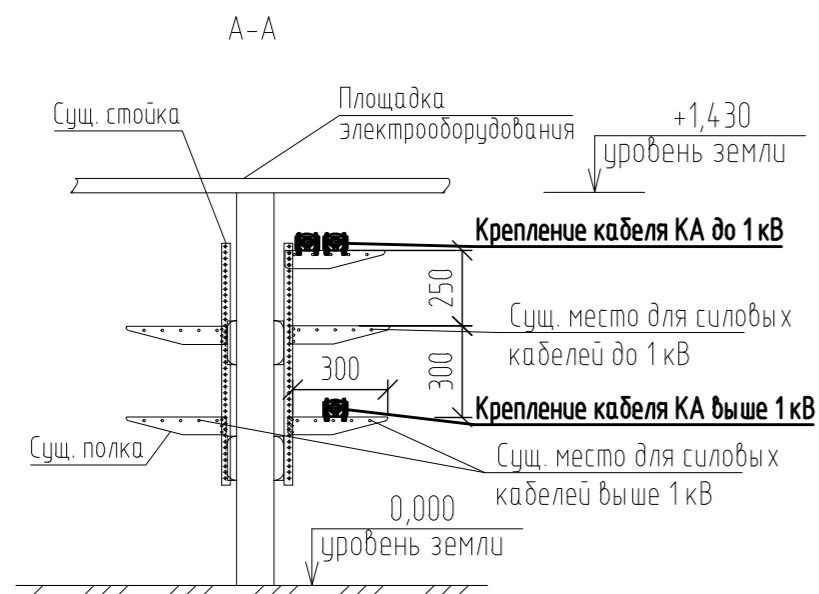 А-А
Сущ. стойка
Площадка
электрооборудования
+1,430
уровень земли
Крепление кабеля КА до 1 кВ
250
Сущ. место для силовых
кабелей до 1 кВ
300
300
Крепление кабеля КА выше 1 кВ
Сущ. полка
Сущ. место для силовых
кабелей выше 1 кВ
0,000
уровень земли